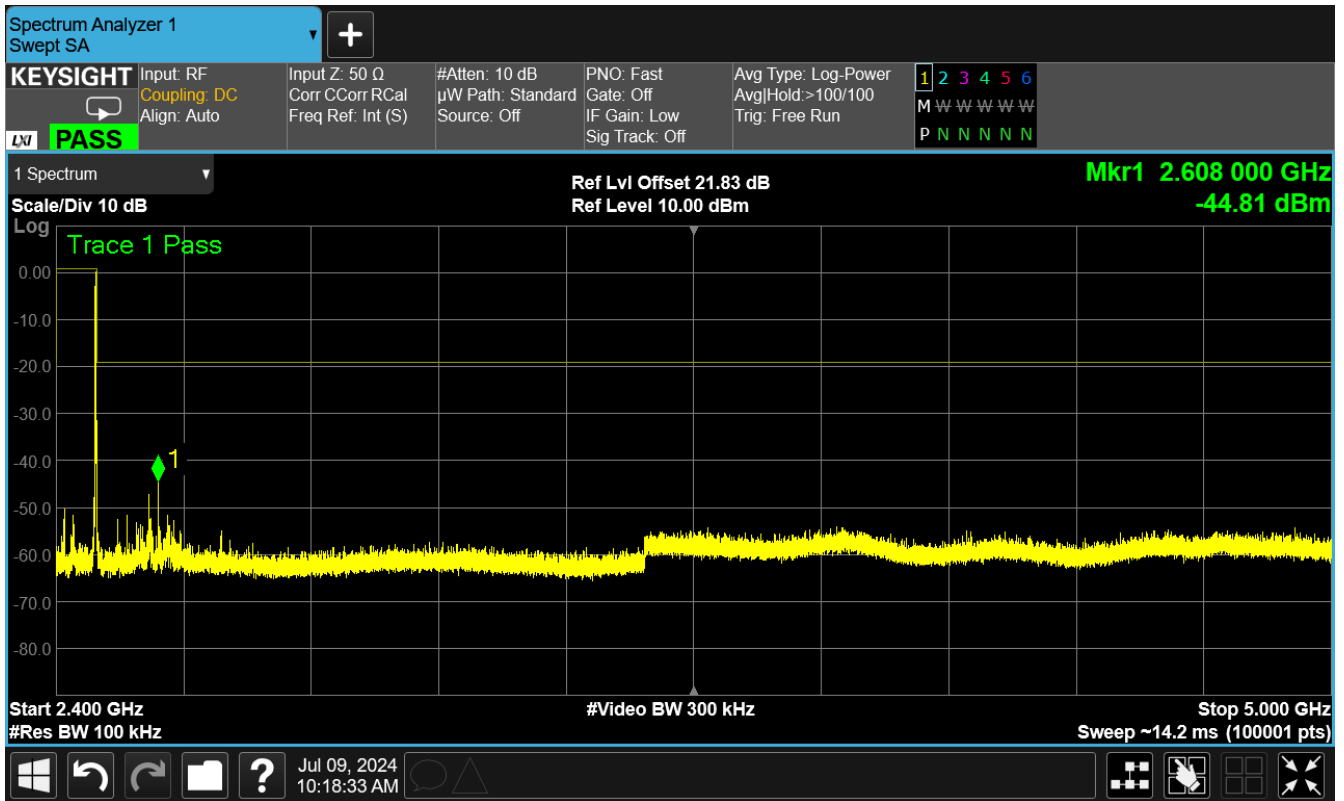 Spectrum Analyzer 1
Swept SA
KEYSIGHT
LXI PASS
Input: RF
Coupling: DC
Align: Auto
Input Z: 50 Ω
Corr CCorr RCal
Freq Ref: Int (S)
#Atten: 10 dB
µW Path: Standard
Source: Off
PNO: Fast
Gate: Off
IF Gain: Low
Sig Track: Off
Avg Type: Log-Power
Avg|Hold:>100/100
Trig: Free Run
1 2 3 4 5 6
M W W W W W W
P N N N N N
1 Spectrum
Scale/Div 10 dB
Log
Ref Lvl Offset 21.83 dB
Ref Level 10.00 dBm
Mkr1 2.608 000 GHz
-44.81 dBm
Trace 1 Pass
0.00
-10.0
-20.0
-30.0
-40.0
1
-50.0
-60.0
-70.0
-80.0
Start 2.400 GHz
#Res BW 100 kHz
#Video BW 300 kHz
Stop 5.000 GHz
Sweep ~14.2 ms (100001 pts)
?
Jul 09, 2024
10:18:33 AM